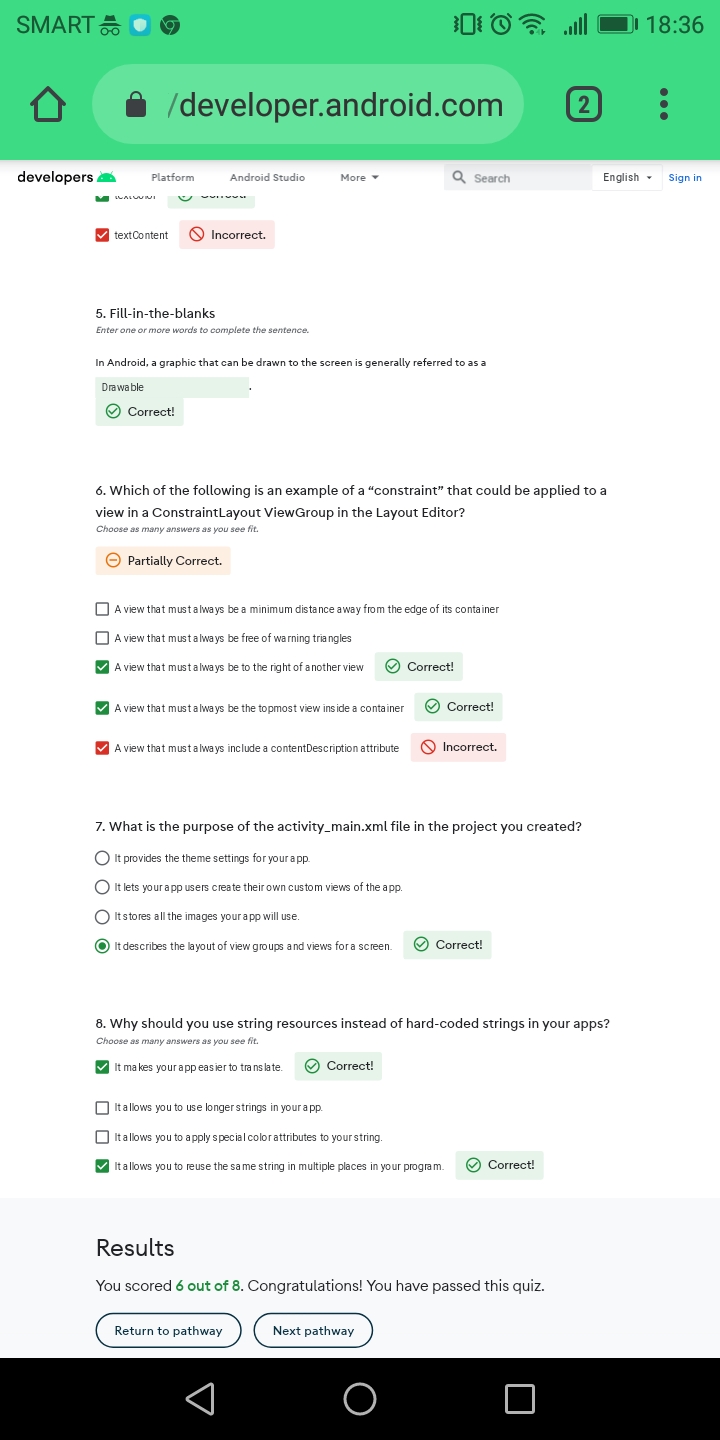 SMART 18:36
/developer.android.com 2
developers Platform Android Studio More Search English Sign in
textColor Correct!
textContent Incorrect.
5. Fill-in-the-blanks
Enter one or more words to complete the sentence.
In Android, a graphic that can be drawn to the screen is generally referred to as a
Drawable .
Correct!
6. Which of the following is an example of a “constraint” that could be applied to a
view in a ConstraintLayout ViewGroup in the Layout Editor?
Choose as many answers as you see fit.
Partially Correct.
A view that must always be a minimum distance away from the edge of its container
A view that must always be free of warning triangles
A view that must always be to the right of another view Correct!
A view that must always be the topmost view inside a container Correct!
A view that must always include a contentDescription attribute Incorrect.
7. What is the purpose of the activity_main.xml file in the project you created?
It provides the theme settings for your app.
It lets your app users create their own custom views of the app.
It stores all the images your app will use.
It describes the layout of view groups and views for a screen. Correct!
8. Why should you use string resources instead of hard-coded strings in your apps?
Choose as many answers as you see fit.
It makes your app easier to translate. Correct!
It allows you to use longer strings in your app.
It allows you to apply special color attributes to your string.
It allows you to reuse the same string in multiple places in your program. Correct!
Results
You scored 6 out of 8. Congratulations! You have passed this quiz.
Return to pathway Next pathway